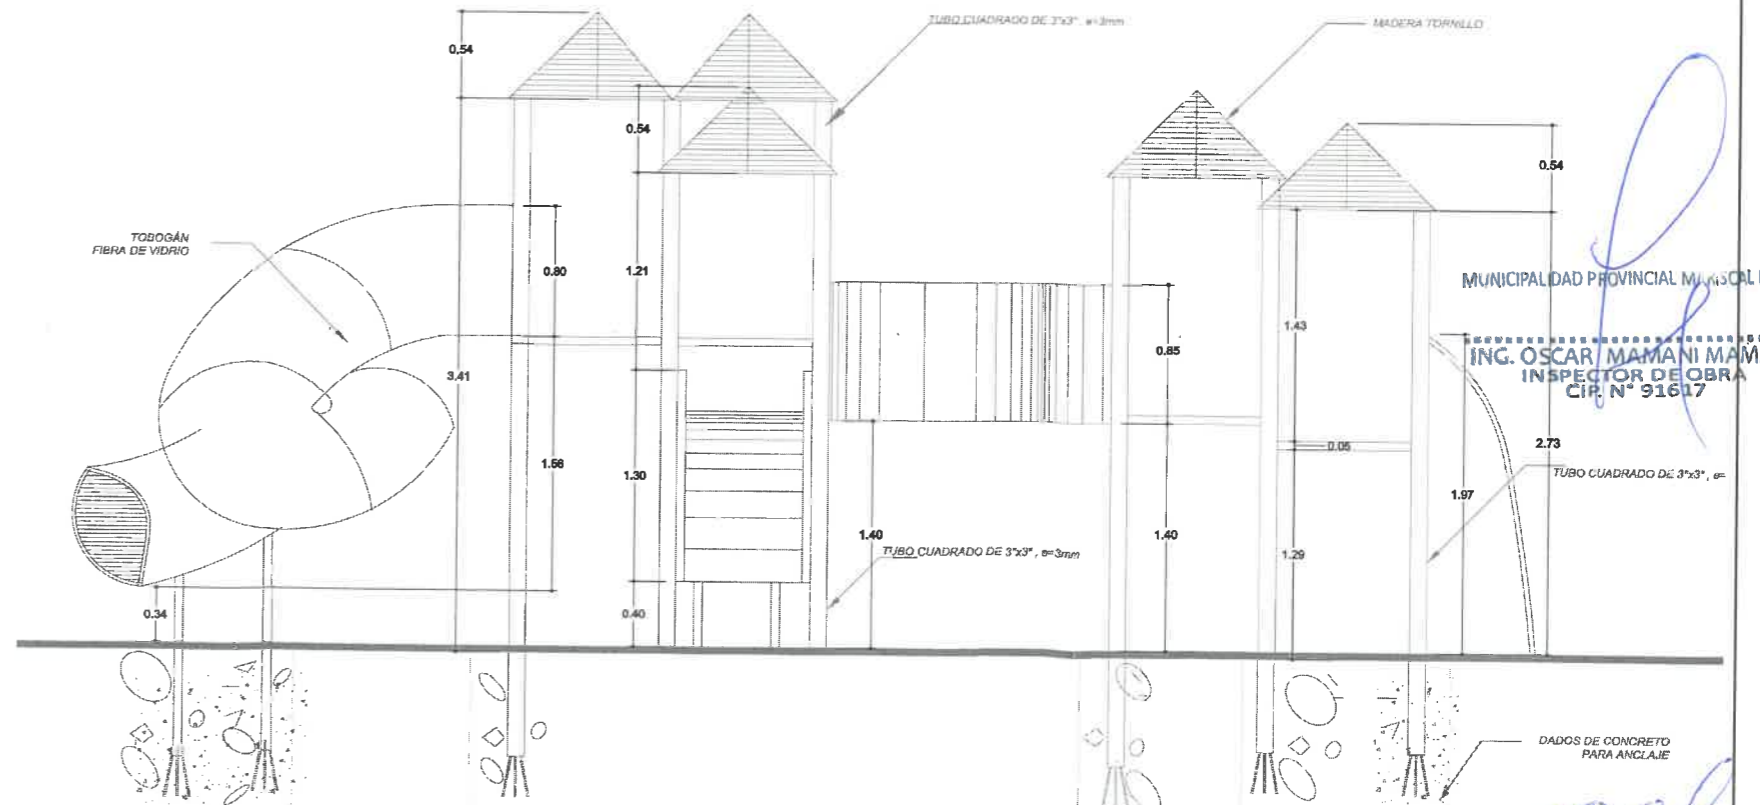 0.54
TUBO CUADRADO DE 3"x3", e=3mm
MADERA TORNILLO
0.54
0.54
TOBOGÁN
FIBRA DE VIDRIO
0.80
1.21
MUNICIPALIDAD PROVINCIAL MARISCAL
1.43
0.85
ING. OSCAR MAMANI
INSPECTOR DE OBRA
CIP. N° 91617
3.41
1.56
1.30
0.05
2.73
TUBO CUADRADO DE 3"x3", e=
1.97
1.40
1.40
1.29
TUBO CUADRADO DE 3"x3", e=3mm
0.34
0.40
DADOS DE CONCRETO
PARA ANCLAJE